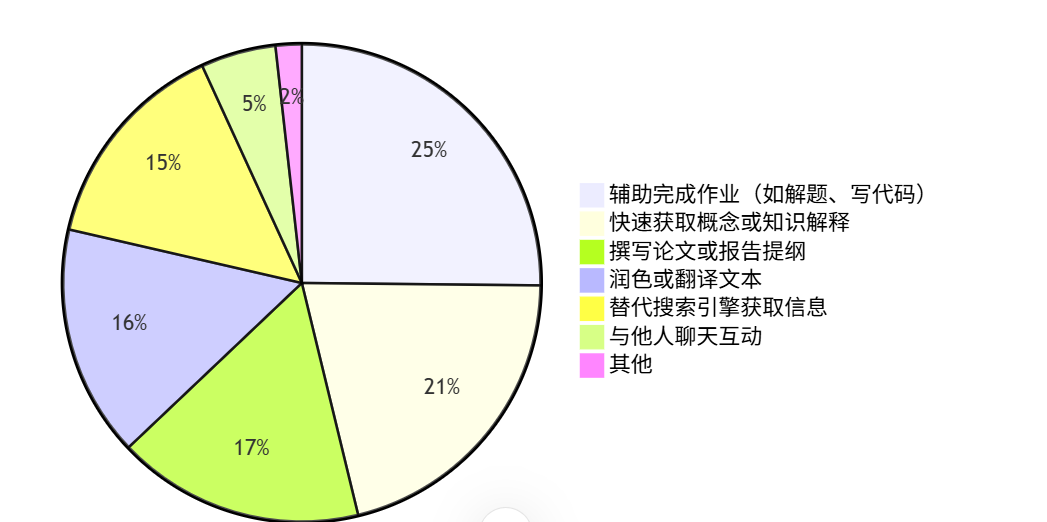 25%
21%
17%
16%
15%
5%
2%
辅助完成作业（如解题、写代码）
快速获取概念或知识解释
撰写论文或报告提纲
润色或翻译文本
替代搜索引擎获取信息
与他人聊天互动
其他